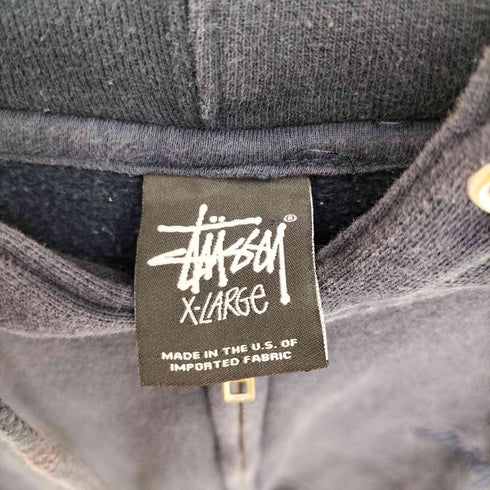 Stüssy®
X-LARGE
MADE IN THE U.S. OF
IMPORTED FABRIC